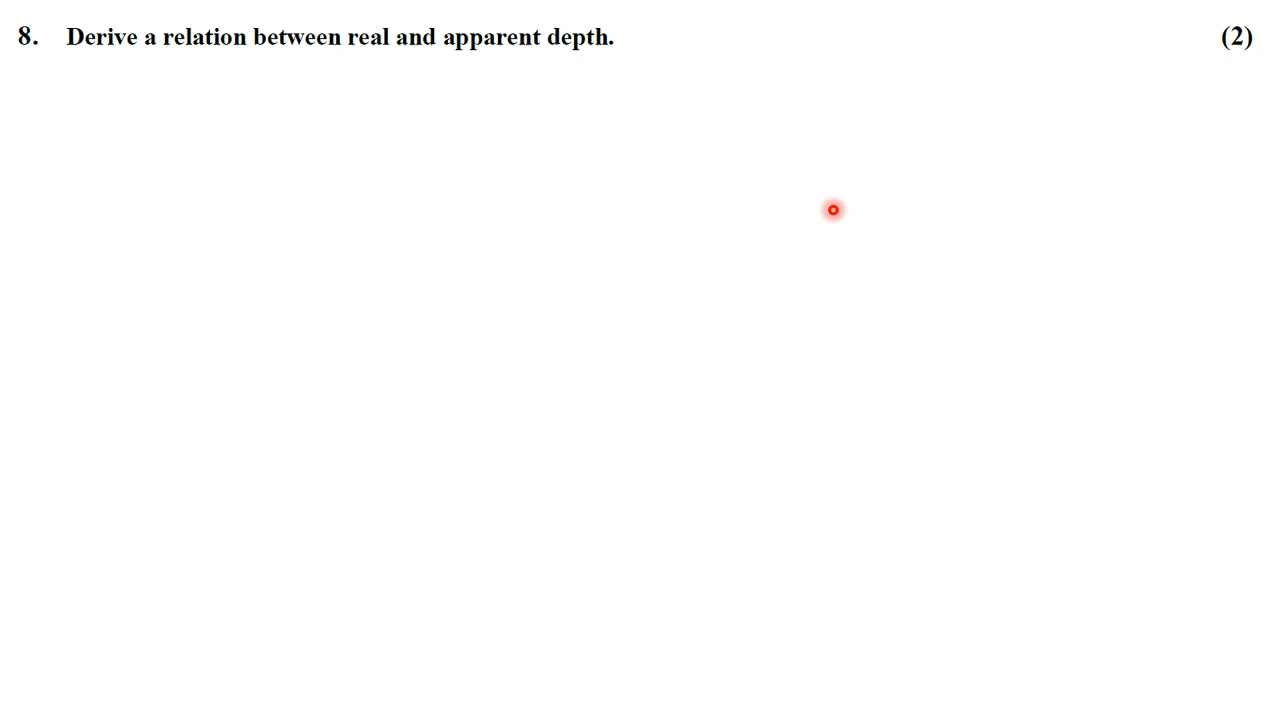 8. Derive a relation between real and apparent depth. (2)